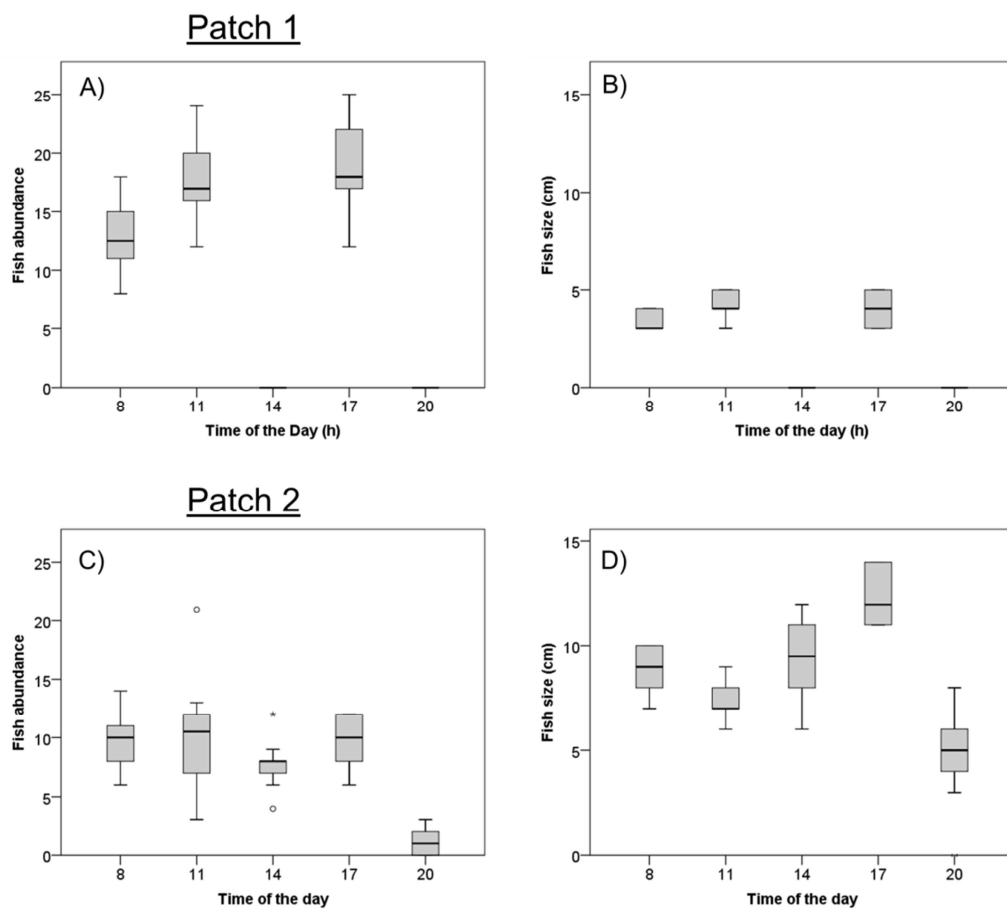 Patch 1
A)
25
20
15
10
5
0
Fish abundance
8 11 14 17 20
Time of the Day (h)
B)
15
10
5
0
Fish size (cm)
8 11 14 17 20
Time of the day (h)
Patch 2
C)
25
20
15
10
5
0
Fish abundance
8 11 14 17 20
Time of the day
D)
15
10
5
0
Fish size (cm)
8 11 14 17 20
Time of the day